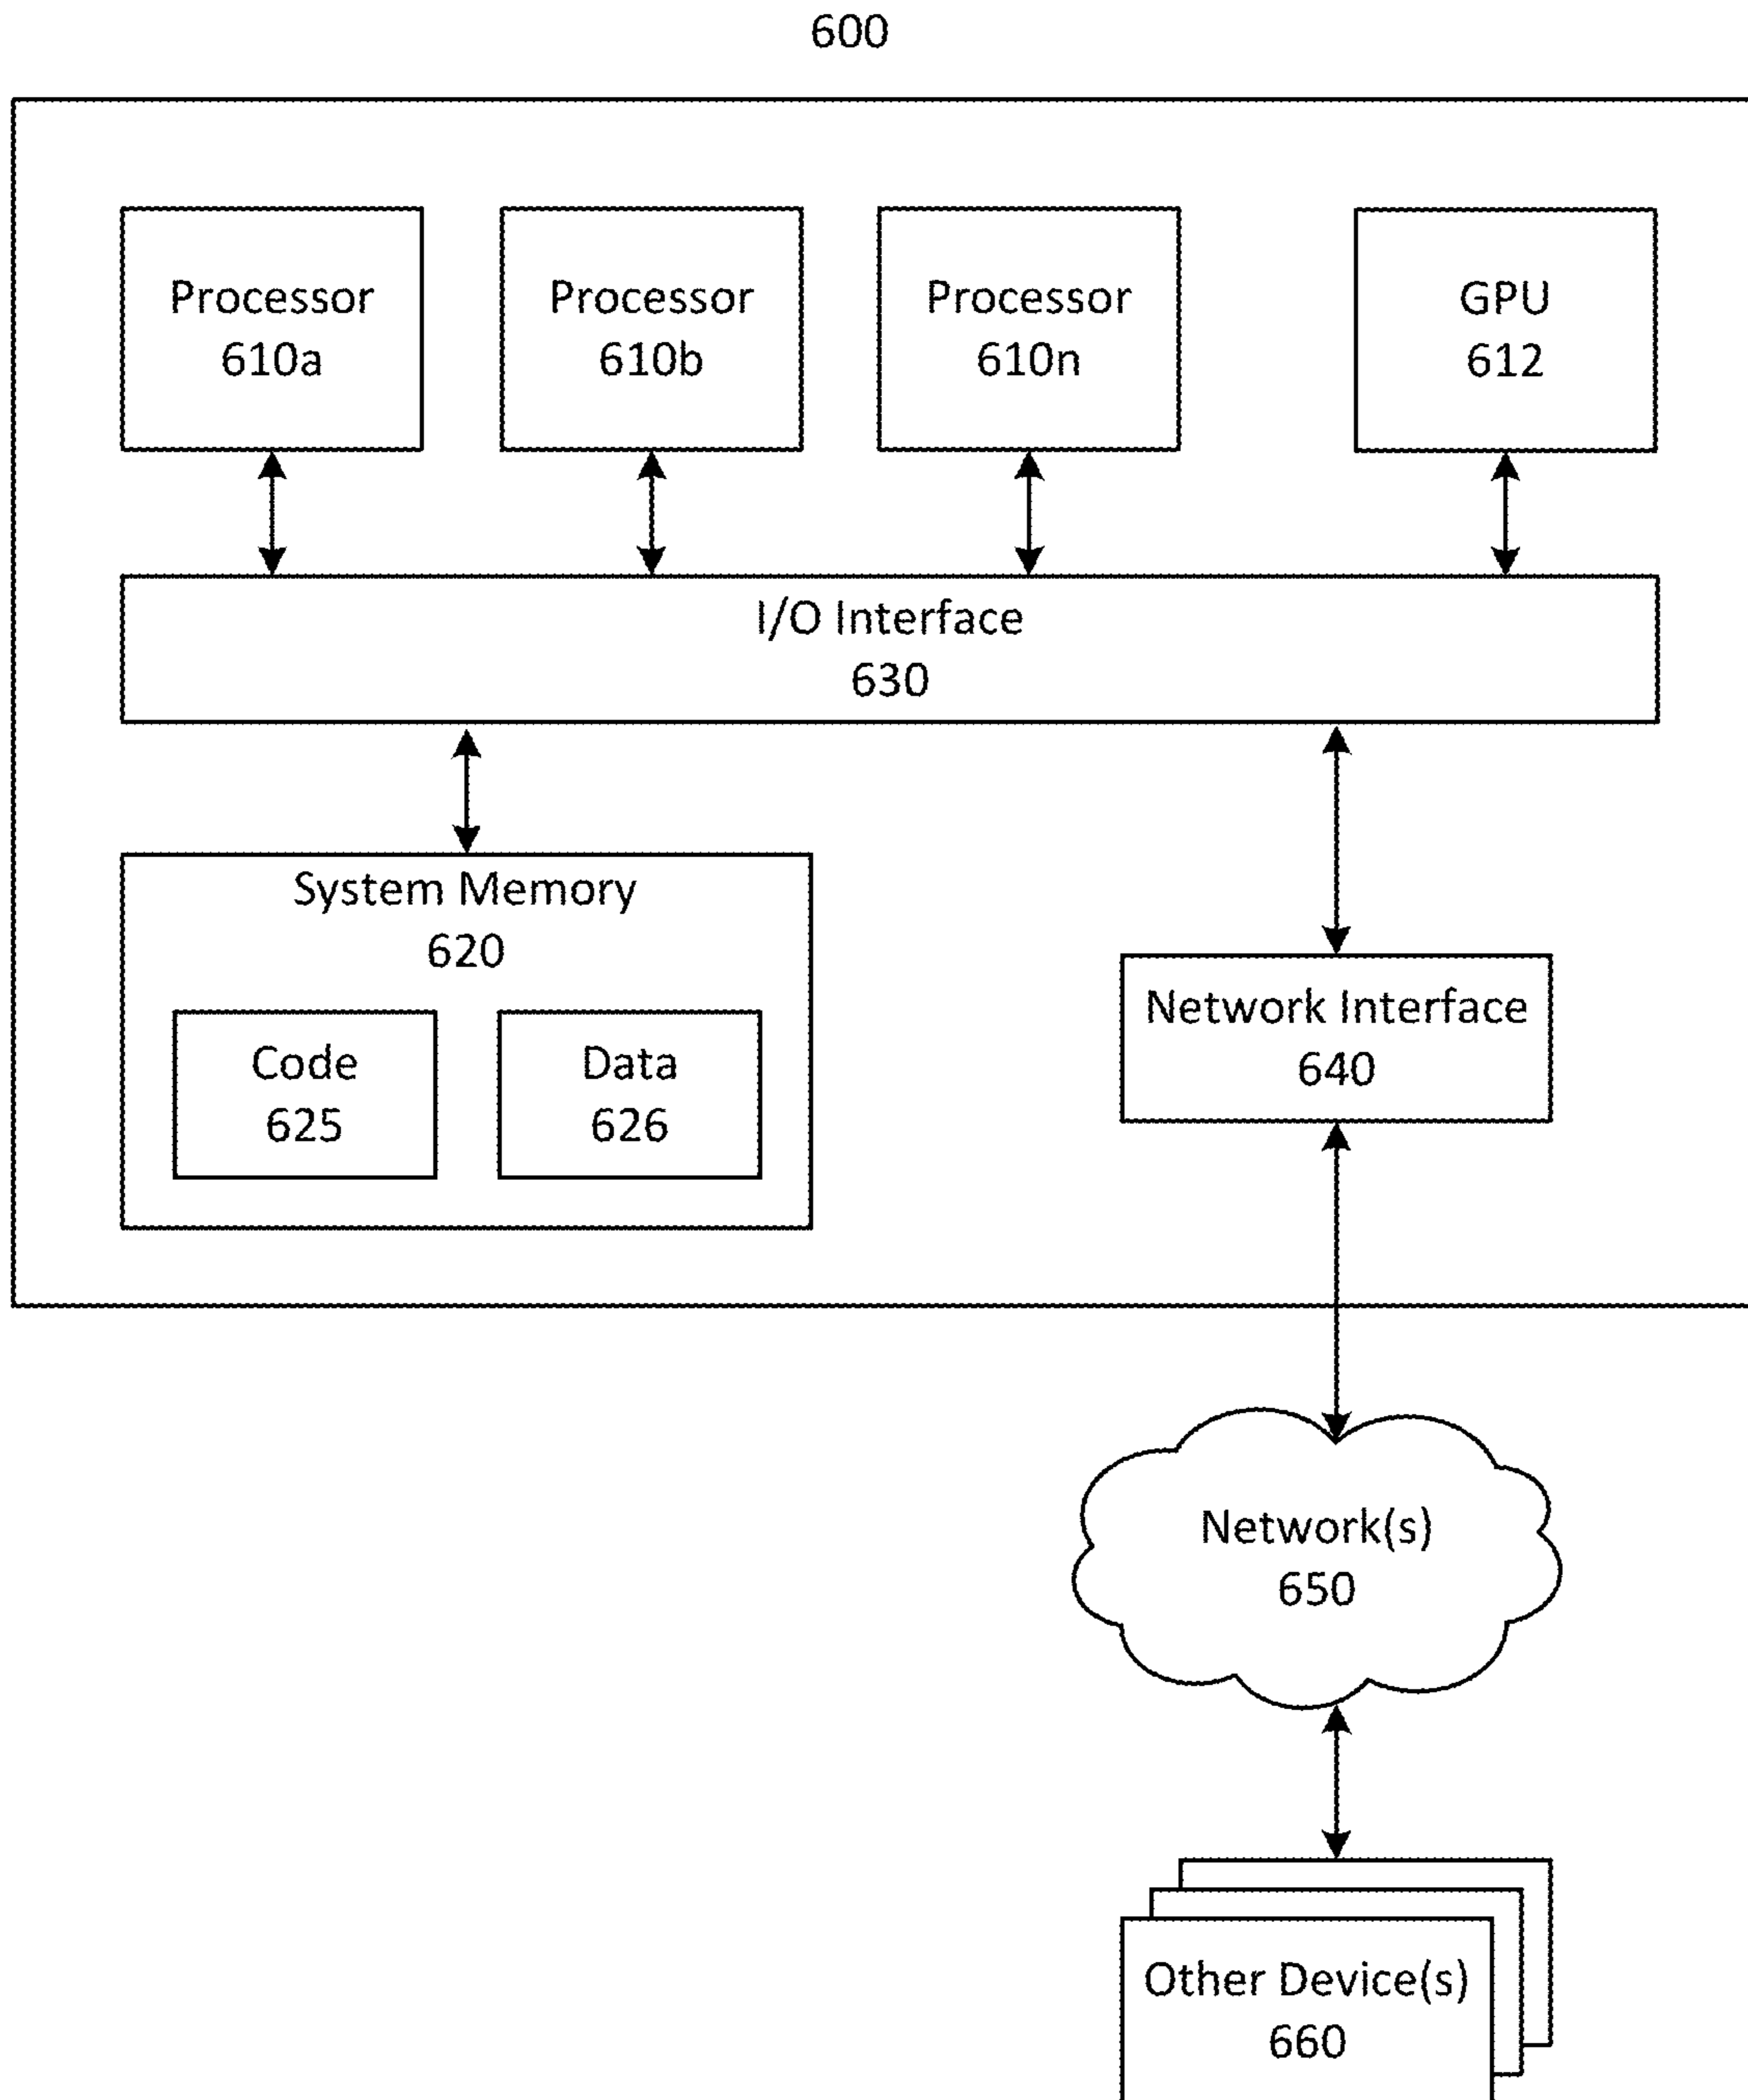 600
Processor
610a
Processor
610b
Processor
610n
GPU
612
I/O Interface
630
System Memory
620
Code
625
Data
626
Network Interface
640
Network(s)
650
Other Device(s)
660